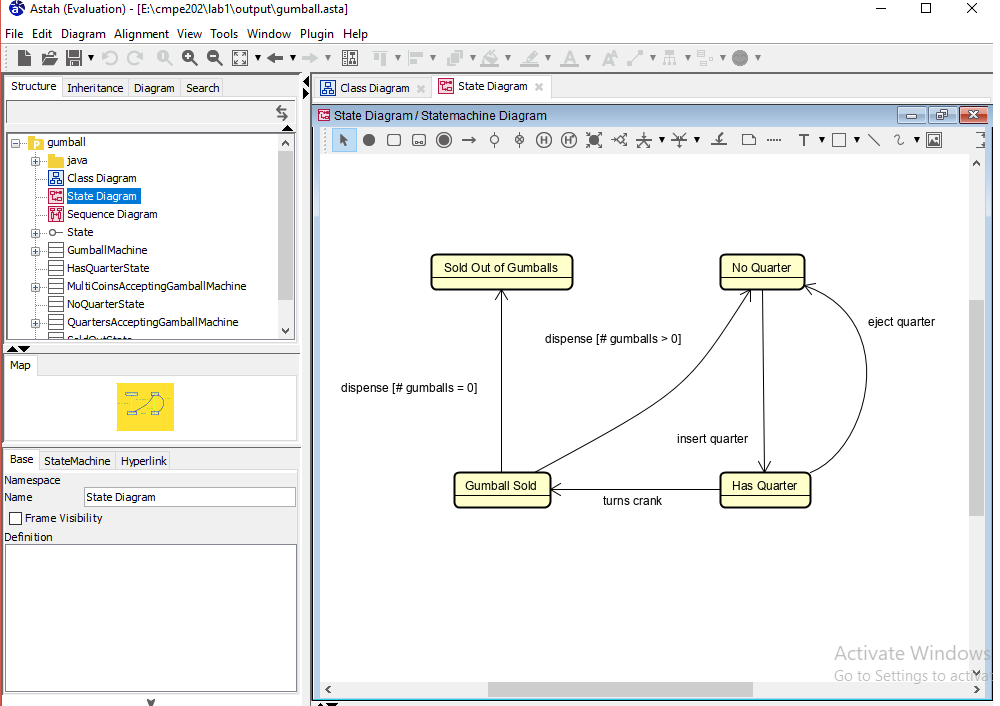 Astah (Evaluation) - [E:\cmpe202\lab1\output\gumball.asta]
File Edit Diagram Alignment View Tools Window Plugin Help
Structure Inheritance Diagram Search
gumball
java
Class Diagram
State Diagram
Sequence Diagram
State
GumballMachine
HasQuarterState
MultiCoinsAcceptingGamballMachine
NoQuarterState
QuartersAcceptingGamballMachine
SoldOutState
Map
Base StateMachine Hyperlink
Namespace
Name State Diagram
Frame Visibility
Definition
Class Diagram State Diagram
State Diagram / Statemachine Diagram
Sold Out of Gumballs
No Quarter
eject quarter
dispense [# gumballs > 0]
dispense [# gumballs = 0]
insert quarter
Gumball Sold
Has Quarter
turns crank
Activate Windows
Go to Settings to activa